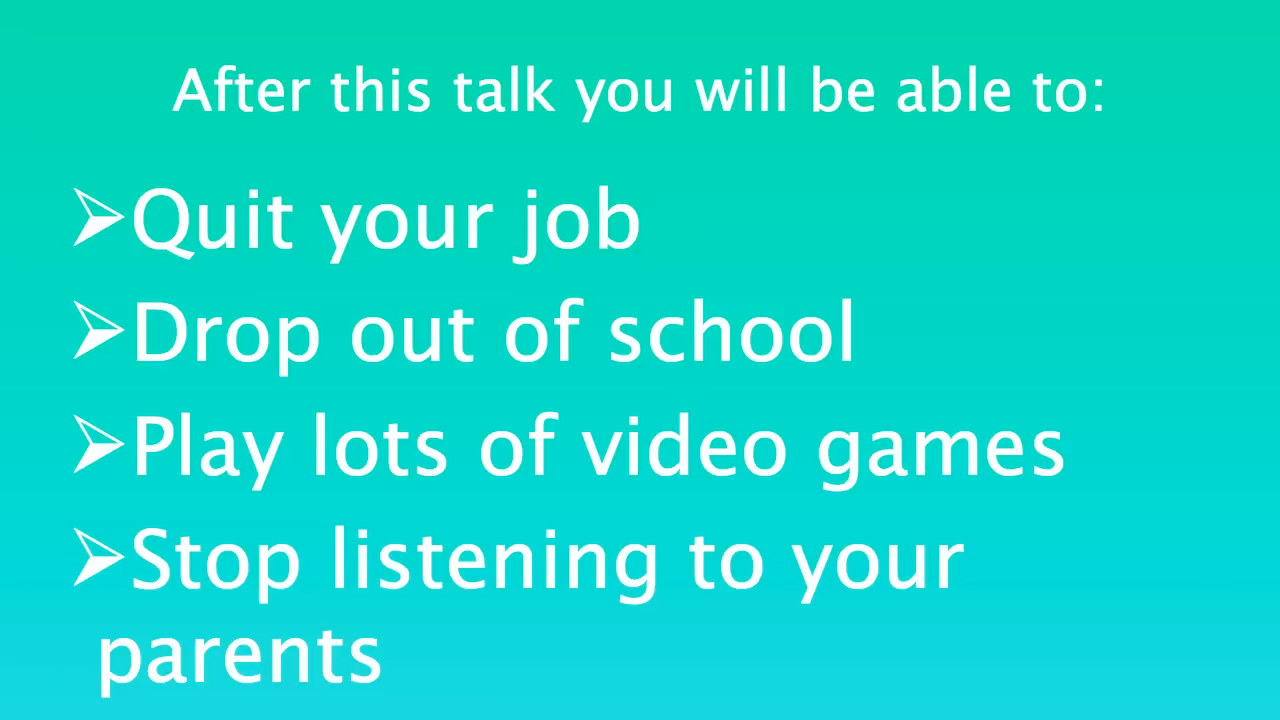 After this talk you will be able to:
➢Quit your job
➢Drop out of school
➢Play lots of video games
➢Stop listening to your
parents